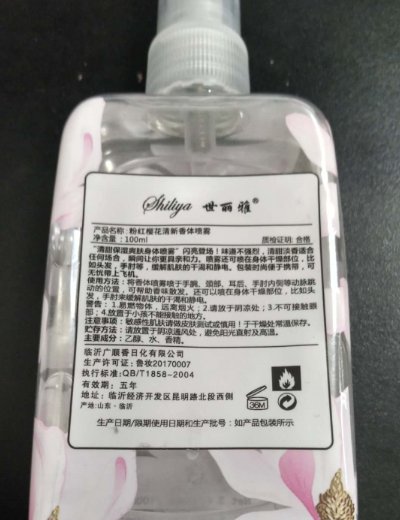 Shiliya 世丽雅®
产品名称: 粉红樱花清新香体喷雾
净含量: 100ml 质检证明: 合格
"清甜保湿爽肤身体喷雾"闪亮登场!味道不强烈,清甜淡香适合
任何场合,瞬间让你更具亲和力。喷雾还可喷在身体干燥部位,比
如头发,手肘等,缓解肌肤的干渴和静电。包装时尚便于携带,可
无忧带上飞机。
使用方法: 将香体喷雾喷于手腕、颈部、耳后、手肘内侧等动脉跳
动的位置,可帮助香味散发。还可以喷在身体干燥部位,比如头
发,手肘来缓解肌肤的干渴和静电。
警告: 1.易燃物体,远离烟火;2.请放于阴凉处;3.不可接触眼
部;4.放置于小孩不能接触的地方。
注意事项: 敏感性肌肤请做皮肤测试或慎用!于干燥处常温保存。
贮存方法: 请放置于阴凉通风处,避免阳光直射及高温。
主要成分: 乙醇、水、香精。
临沂广顺香日化有限公司
生产许可证: 鲁妆20170007
执行标准:QB/T1858-2004
有效期: 五年
地址: 临沂经济开发区昆明路北段西侧
产地:山东·临沂
36M
生产日期/限期使用日期和生产批号: 如产品包装所示